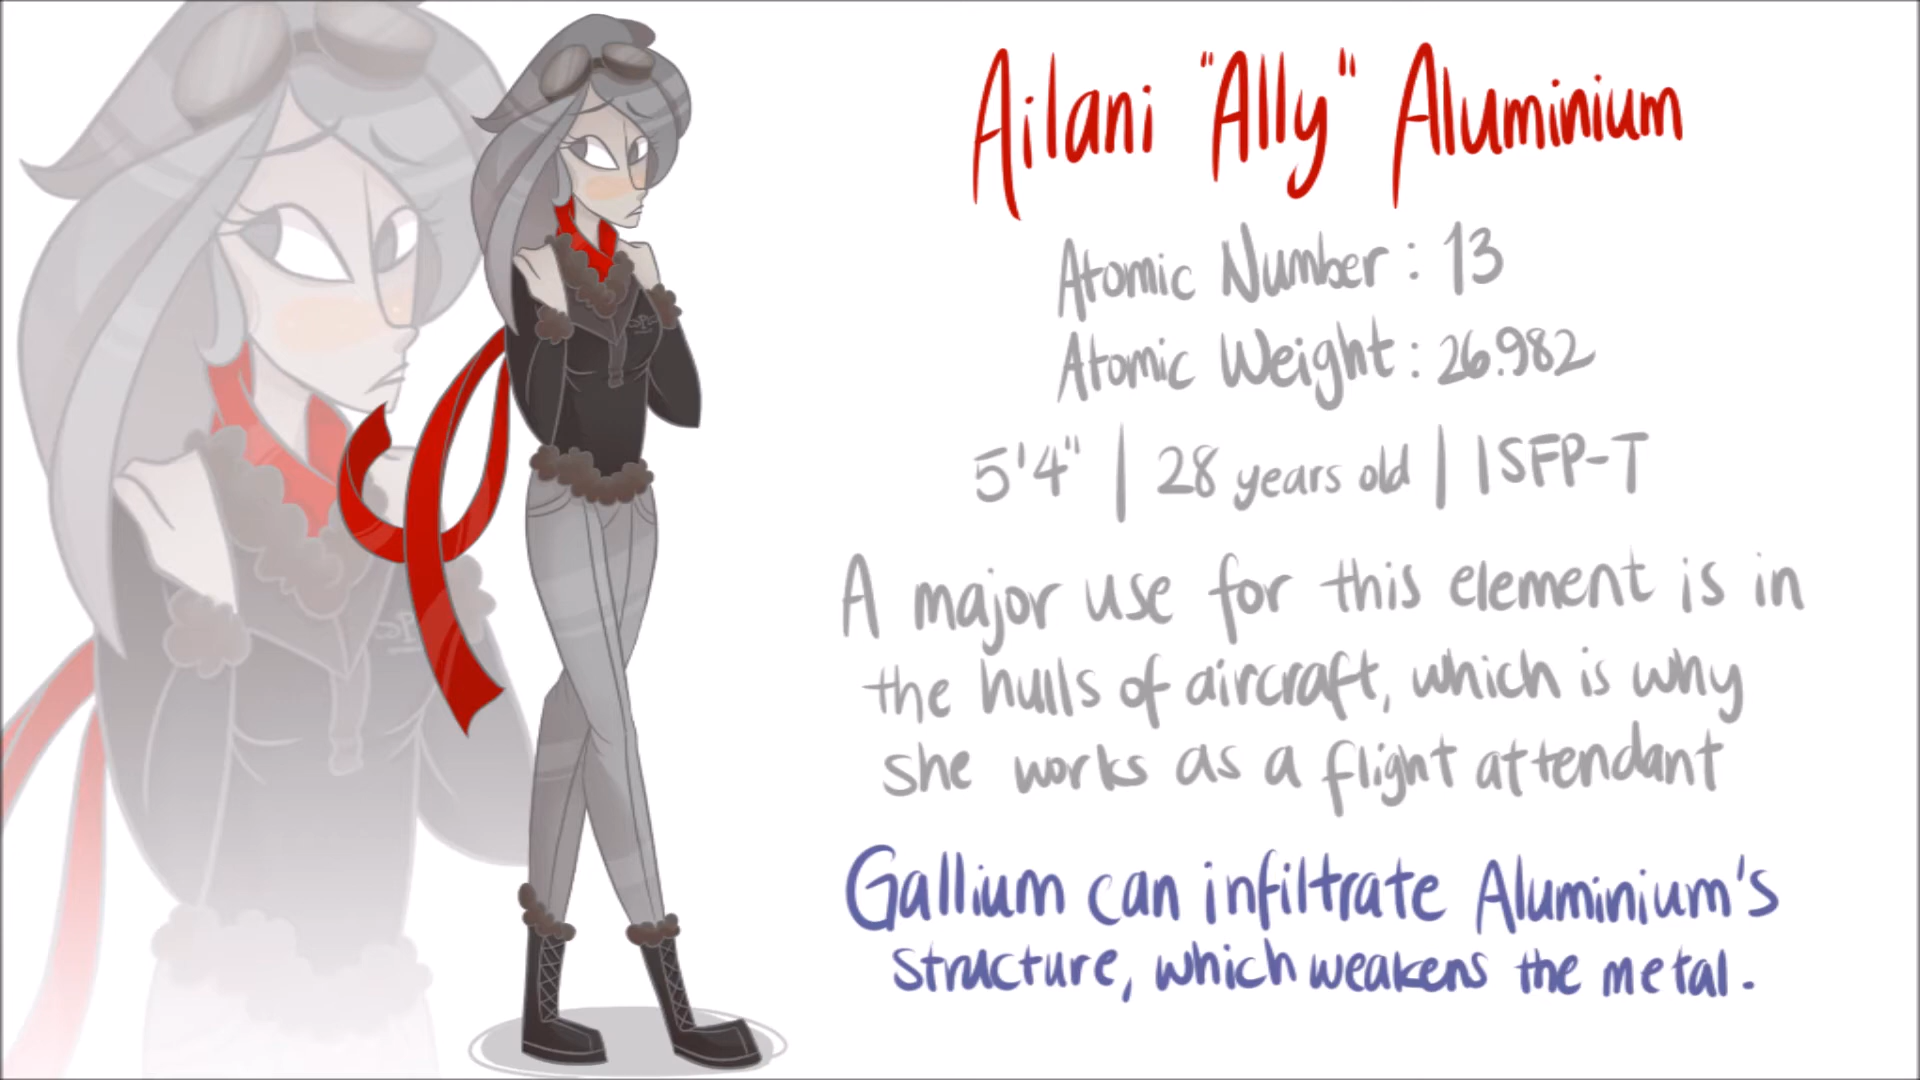 Ailani "Ally" Aluminium
Atomic Number: 13
Atomic Weight: 26.982
5'4" | 28 years old | ISFP-T
A major use for this element is in
the hulls of aircraft, which is why
she works as a flight attendant
Gallium can infiltrate Aluminium's
structure, which weakens the metal.